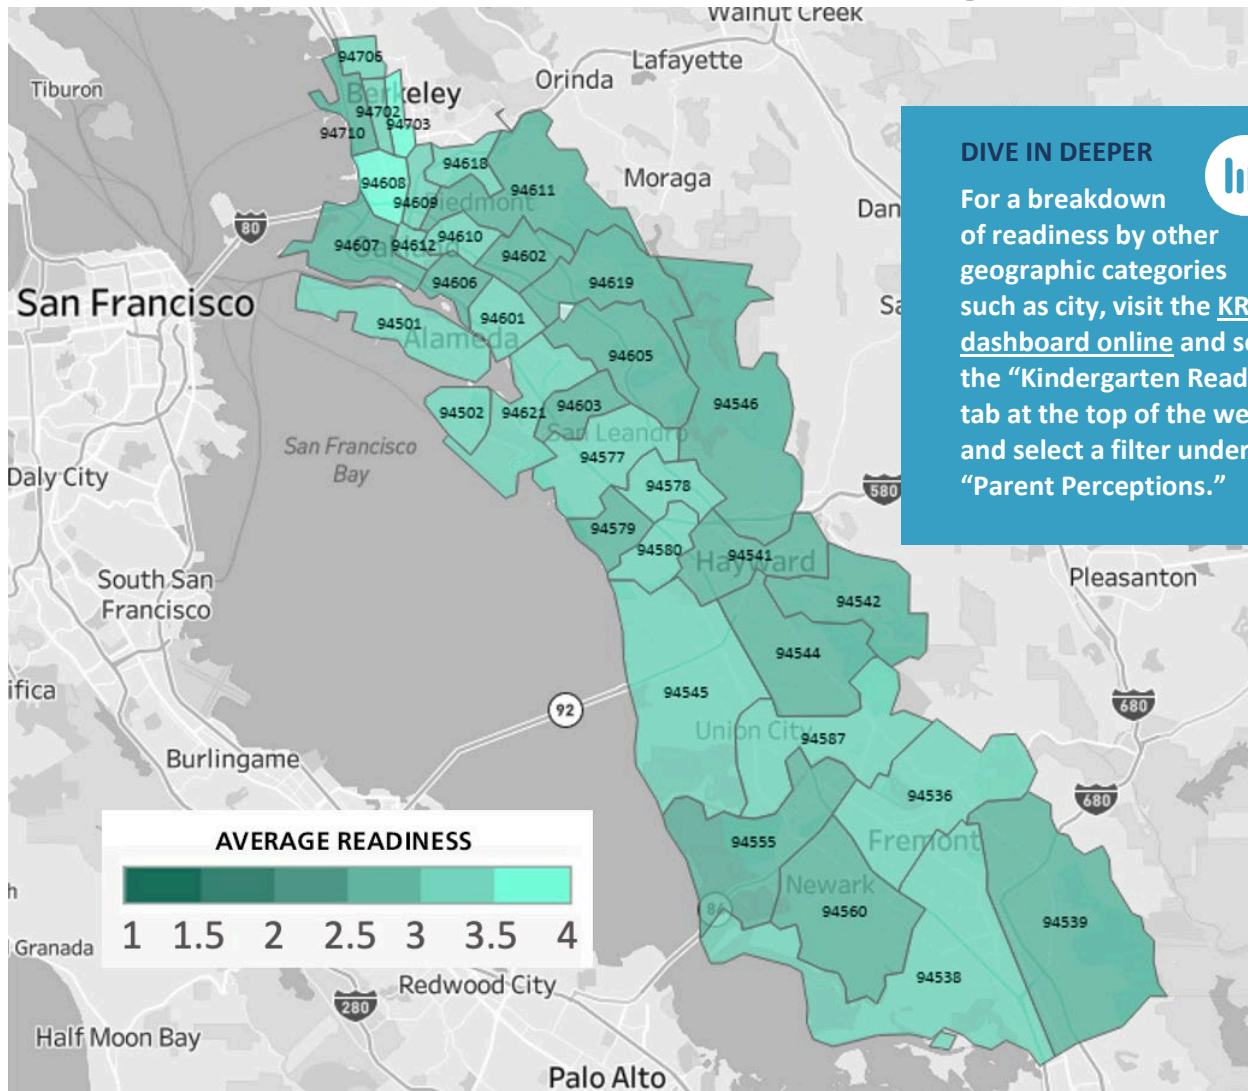 Walnut Creek
Lafayette
Orinda
Tiburon
94706
Berkeley
94702
94703
94710
94618
94608
94611
Moraga
94609
Piedmont
80
94607
94612
94610
Oakland
94602
94606
94619
San Francisco
94501
94601
Alameda
94605
94502
94621
94603
94546
San Leandro
San Francisco
Bay
94577
Daly City
94578
580
94579
94580
94541
Hayward
South San
Francisco
94542
Pleasanton
94544
ifica
94545
92
680
Union City
94587
Burlingame
94536
680
94555
Fremont
Newark
94560
94539
94538
Granada
Redwood City
280
Half Moon Bay
Palo Alto
DIVE IN DEEPER
For a breakdown
of readiness by other
geographic categories
such as city, visit the KR
dashboard online and se
the “Kindergarten Read
tab at the top of the we
and select a filter under
“Parent Perceptions.”
AVERAGE READINESS
1 1.5 2 2.5 3 3.5 4